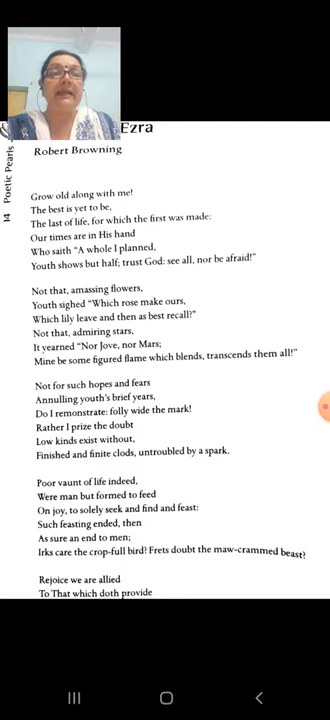 Ezra
Robert Browning
14 Poetic Pearls
Grow old along with me!
The best is yet to be,
The last of life, for which the first was made:
Our times are in His hand
Who saith "A whole I planned,
Youth shows but half; trust God: see all, nor be afraid!"
Not that, amassing flowers,
Youth sighed "Which rose make ours,
Which lily leave and then as best recall?"
Not that, admiring stars,
It yearned "Nor Jove, nor Mars;
Mine be some figured flame which blends, transcends them all!"
Not for such hopes and fears
Annulling youth's brief years,
Do I remonstrate: folly wide the mark!
Rather I prize the doubt
Low kinds exist without,
Finished and finite clods, untroubled by a spark.
Poor vaunt of life indeed,
Were man but formed to feed
On joy, to solely seek and find and feast:
Such feasting ended, then
As sure an end to men;
Irks care the crop-full bird? Frets doubt the maw-crammed beast?
Rejoice we are allied
To That which doth provide